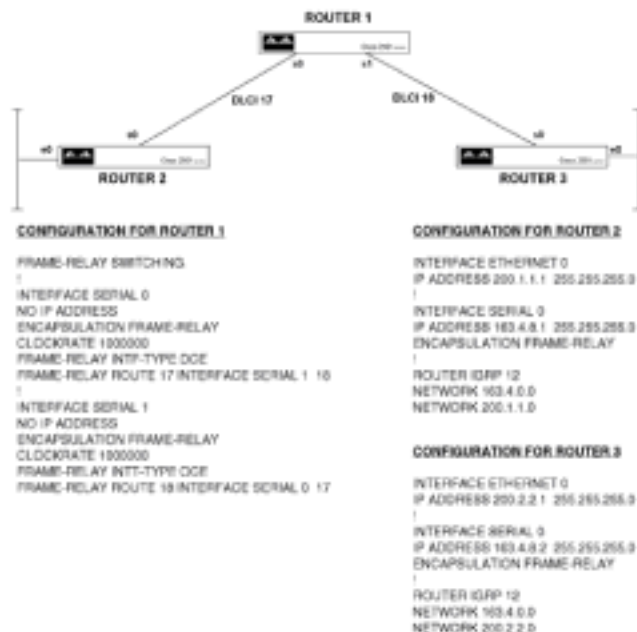 ROUTER 1
s0
s1
DLCI 17
DLCI 18
e0
s0
s0
e0
ROUTER 2
ROUTER 3
CONFIGURATION FOR ROUTER 1
FRAME-RELAY SWITCHING
!
INTERFACE SERIAL 0
NO IP ADDRESS
ENCAPSULATION FRAME-RELAY
CLOCKRATE 1000000
FRAME-RELAY INTF-TYPE DCE
FRAME-RELAY ROUTE 17 INTERFACE SERIAL 1 18
!
INTERFACE SERIAL 1
NO IP ADDRESS
ENCAPSULATION FRAME-RELAY
CLOCKRATE 1000000
FRAME-RELAY INTT-TYPE DCE
FRAME-RELAY ROUTE 18 INTERFACE SERIAL 0 17
CONFIGURATION FOR ROUTER 2
INTERFACE ETHERNET 0
IP ADDRESS 200.1.1.1 255.255.255.0
!
INTERFACE SERIAL 0
IP ADDRESS 163.4.8.1 255.255.255.0
ENCAPSULATION FRAME-RELAY
!
ROUTER IGRP 12
NETWORK 163.4.0.0
NETWORK 200.1.1.0
CONFIGURATION FOR ROUTER 3
INTERFACE ETHERNET 0
IP ADDRESS 200.2.2.1 255.255.255.0
!
INTERFACE SERIAL 0
IP ADDRESS 163.4.8.2 255.255.255.0
ENCAPSULATION FRAME-RELAY
!
ROUTER IGRP 12
NETWORK 163.4.0.0
NETWORK 200.2.2.0